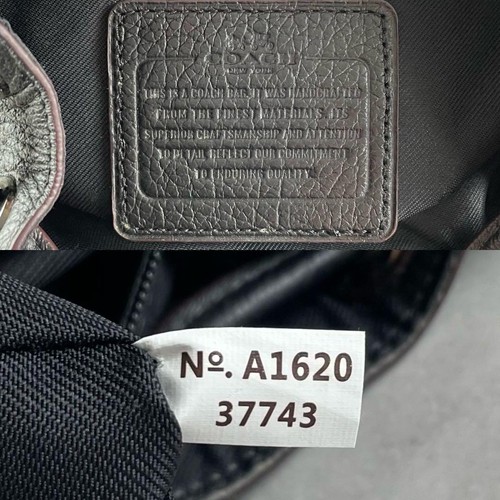 COACH
NEW YORK
THIS IS A COACH BAG. IT WAS HANDCRAFTED
FROM THE FINEST MATERIALS. ITS
SUPERIOR CRAFTSMANSHIP AND ATTENTION
TO DETAIL REFLECT OUR COMMITMENT
TO ENDURING QUALITY.
Nº. A1620
37743